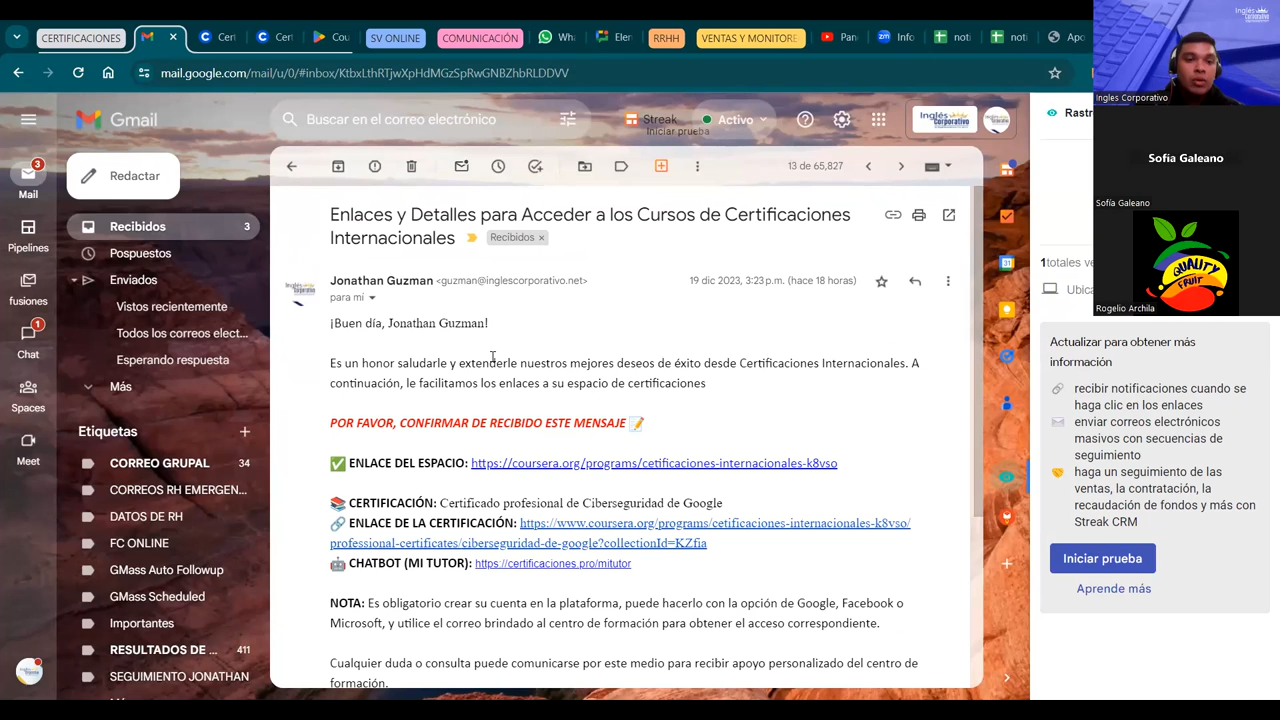 CERTIFICACIONES
Cert
Cert
Cou
SV ONLINE
COMUNICACIÓN
Wha
Eler
RRHH
VENTAS Y MONITORE
Pan
Info
noti
noti
Apo
mail.google.com/mail/u/0/#inbox/KtbxLthRTjwXpHdMGzSpRwGNBZhbRLDDVV
Gmail
Buscar en el correo electrónico
Streak
Iniciar prueba
Activo
Inglés
Corporativo
3
Mail
Redactar
13 de 65,827
Pipelines
fusiones
1
Chat
Spaces
Meet
Recibidos
3
Pospuestos
Enviados
Vistos recientemente
Todos los correos elect...
Esperando respuesta
Más
Etiquetas
CORREO GRUPAL
34
CORREOS RH EMERGEN...
DATOS DE RH
FC ONLINE
GMass Auto Followup
GMass Scheduled
Importantes
RESULTADOS DE ...
411
SEGUIMIENTO JONATHAN
Enlaces y Detalles para Acceder a los Cursos de Certificaciones
Internacionales
Recibidos x
Jonathan Guzman <guzman@inglescorporativo.net>
19 dic 2023, 3:23 p.m. (hace 18 horas)
para mí
¡Buen día, Jonathan Guzman!
Es un honor saludarle y extenderle nuestros mejores deseos de éxito desde Certificaciones Internacionales. A
continuación, le facilitamos los enlaces a su espacio de certificaciones
POR FAVOR, CONFIRMAR DE RECIBIDO ESTE MENSAJE
ENLACE DEL ESPACIO: https://coursera.org/programs/cetificaciones-internacionales-k8vso
CERTIFICACIÓN: Certificado profesional de Ciberseguridad de Google
ENLACE DE LA CERTIFICACIÓN: https://www.coursera.org/programs/cetificaciones-internacionales-k8vso/
professional-certificates/ciberseguridad-de-google?collectionId=KZfia
CHATBOT (MI TUTOR): https://certificaciones.pro/mitutor
NOTA: Es obligatorio crear su cuenta en la plataforma, puede hacerlo con la opción de Google, Facebook o
Microsoft, y utilice el correo brindado al centro de formación para obtener el acceso correspondiente.
Cualquier duda o consulta puede comunicarse por este medio para recibir apoyo personalizado del centro de
formación.
Inglés
Ingles Corporativo
Rastr
Sofía Galeano
Sofía Galeano
QUALITY
FRUIT
Rogelio Archila
1totales ve
Ubica
Actualizar para obtener más
información
recibir notificaciones cuando se
haga clic en los enlaces
enviar correos electrónicos
masivos con secuencias de
seguimiento
haga un seguimiento de las
ventas, la contratación, la
recaudación de fondos y más con
Streak CRM
Iniciar prueba
Aprende más